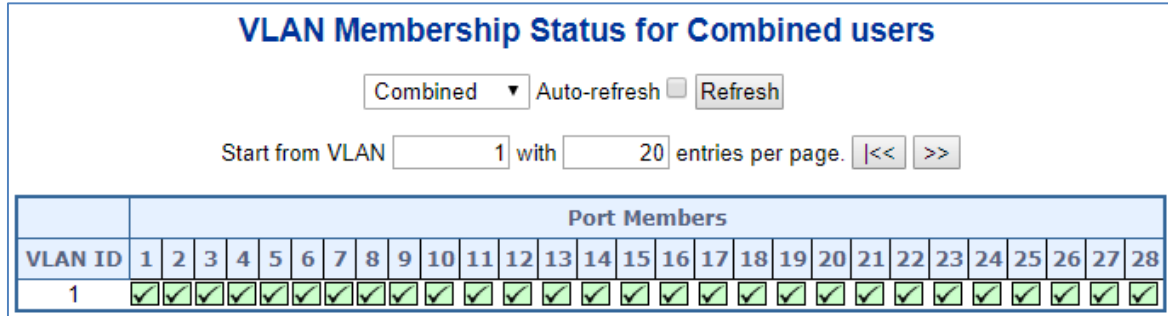 VLAN Membership Status for Combined users
Combined Auto-refresh Refresh
Start from VLAN 1 with 20 entries per page. |<< >>
Port Members
VLAN ID 1 2 3 4 5 6 7 8 9 10 11 12 13 14 15 16 17 18 19 20 21 22 23 24 25 26 27 28
1